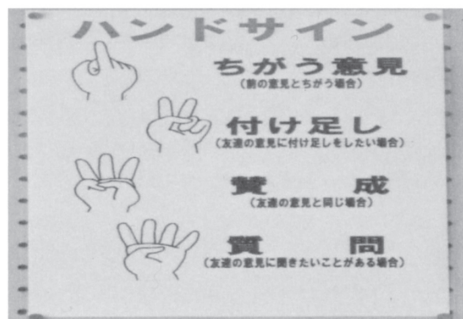 ハンドサイン
ちがう意見
(前の意見とちがう場合)
付け足し
(友達の意見に付け足しをしたい場合)
賛 成
(友達の意見と同じ場合)
質 問
(友達の意見に聞きたいことがある場合)